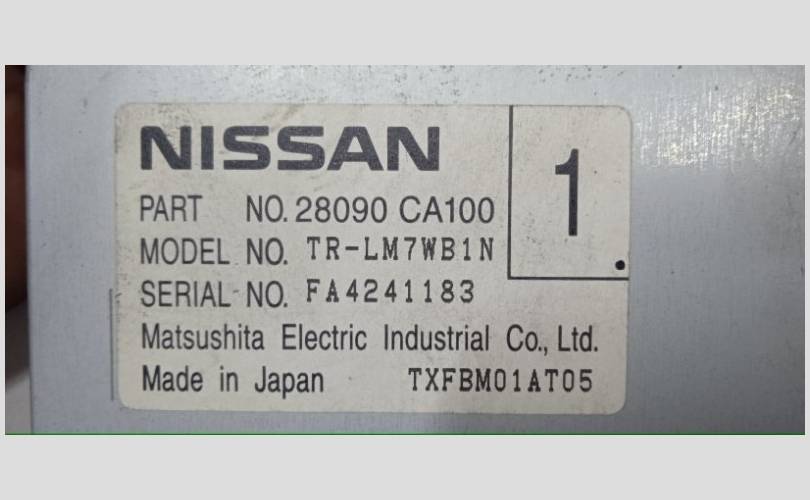 NISSAN
1
PART NO. 28090 CA100
MODEL NO. TR-LM7WB1N
SERIAL NO. FA4241183
Matsushita Electric Industrial Co., Ltd.
Made in Japan TXFBM01AT05